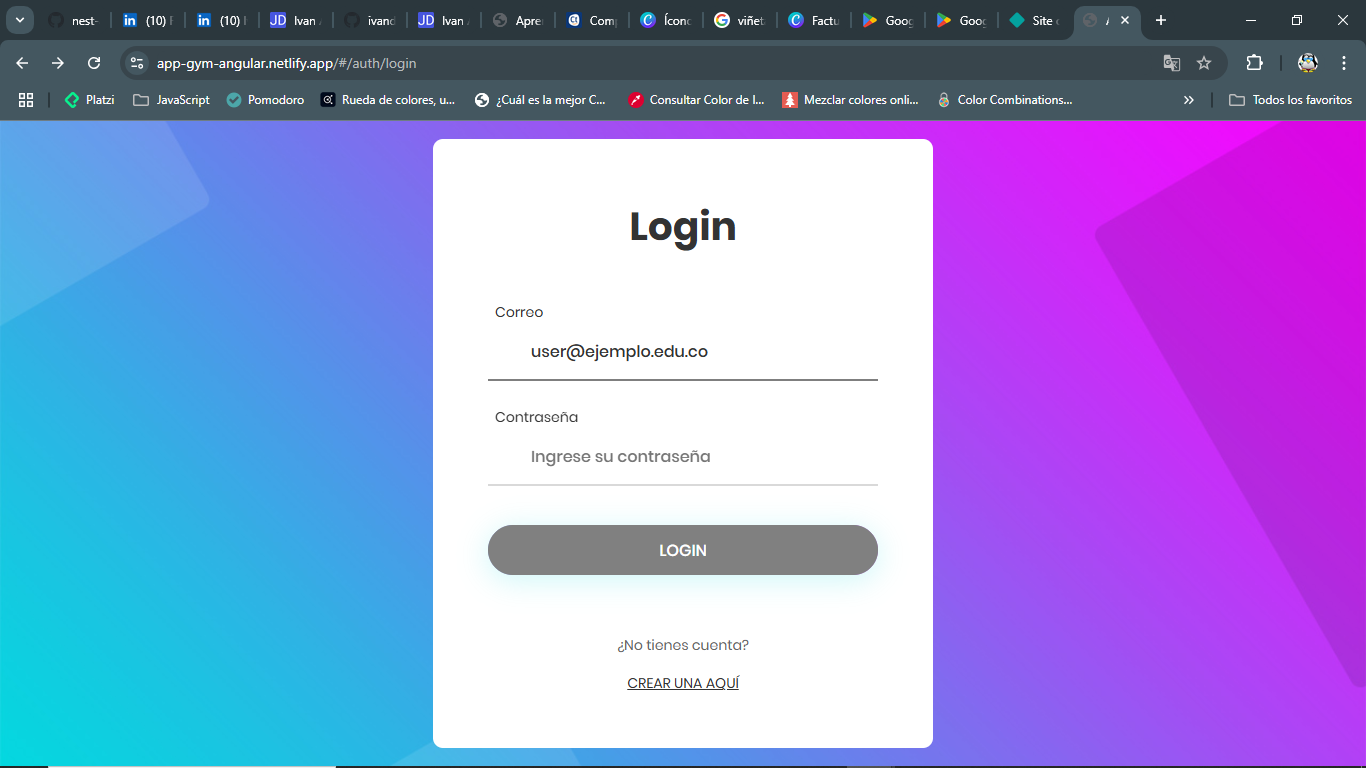 nest-
(10) F
(10) I
Ivan A
ivand
Ivan A
Apren
Comp
Ícono
viñeta
Factu
Goog
Goog
Site
app-gym-angular.netlify.app/#/auth/login
Platzi
JavaScript
Pomodoro
Rueda de colores, u...
¿Cuál es la mejor C...
Consultar Color de I...
Mezclar colores onli...
Color Combinations...
Todos los favoritos
Login
Correo
user@ejemplo.edu.co
Contraseña
Ingrese su contraseña
LOGIN
¿No tienes cuenta?
CREAR UNA AQUÍ